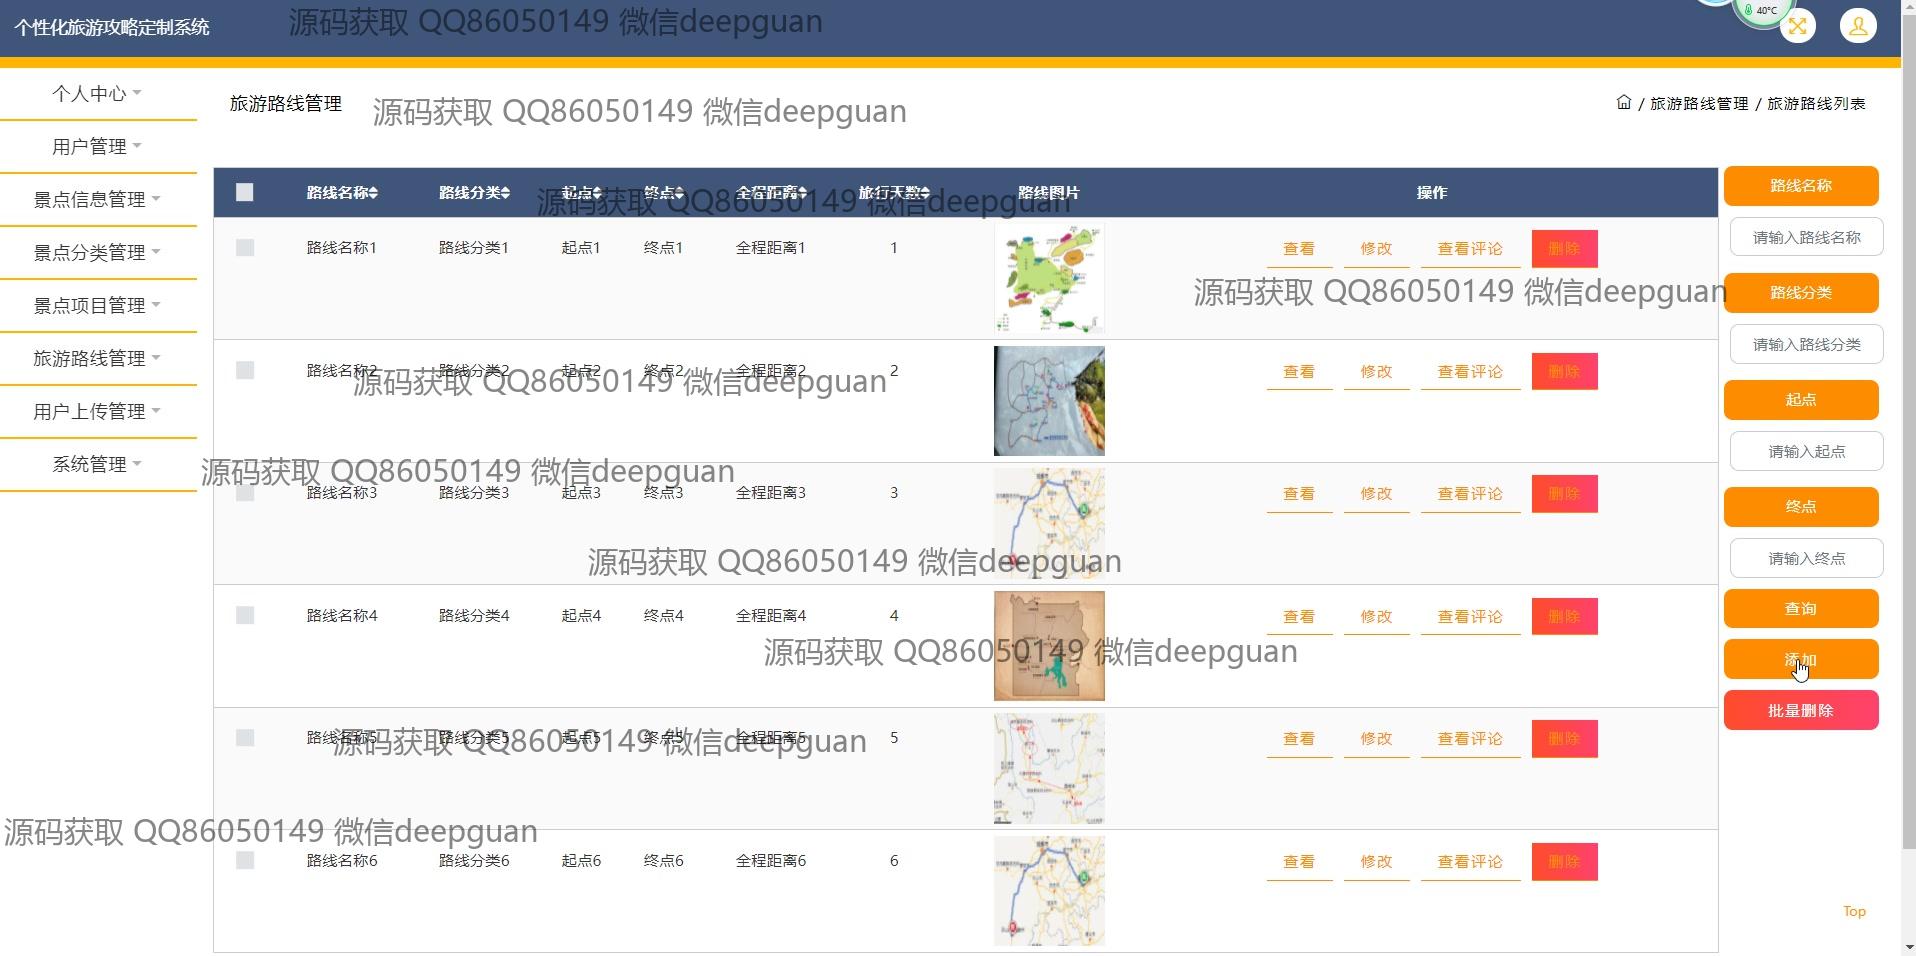 个性化旅游攻略定制系统
源码获取 QQ86050149 微信deepguan
40°C
个人中心
用户管理
景点信息管理
景点分类管理
景点项目管理
旅游路线管理
用户上传管理
系统管理
旅游路线管理
源码获取 QQ86050149 微信deepguan
/ 旅游路线管理 / 旅游路线列表
路线名称 路线分类 起点 终点 全程距离 旅行天数 路线图片 操作
源码获取 QQ86050149 微信deepguan
路线名称1 路线分类1 起点1 终点1 全程距离1 1 查看 修改 查看评论 删除
源码获取 QQ86050149 微信deepguan
路线名称2 路线分类2 起点2 终点2 全程距离2 2 查看 修改 查看评论 删除
源码获取 QQ86050149 微信deepguan
源码获取 QQ86050149 微信deepguan
路线名称3 路线分类3 起点3 终点3 全程距离3 3 查看 修改 查看评论 删除
源码获取 QQ86050149 微信deepguan
路线名称4 路线分类4 起点4 终点4 全程距离4 4 查看 修改 查看评论 删除
源码获取 QQ86050149 微信deepguan
路线名称5 路线分类5 起点5 终点5 全程距离5 5 查看 修改 查看评论 删除
源码获取 QQ86050149 微信deepguan
源码获取 QQ86050149 微信deepguan
路线名称6 路线分类6 起点6 终点6 全程距离6 6 查看 修改 查看评论 删除
路线名称
请输入路线名称
路线分类
请输入路线分类
起点
请输入起点
终点
请输入终点
查询
添加
批量删除
Top